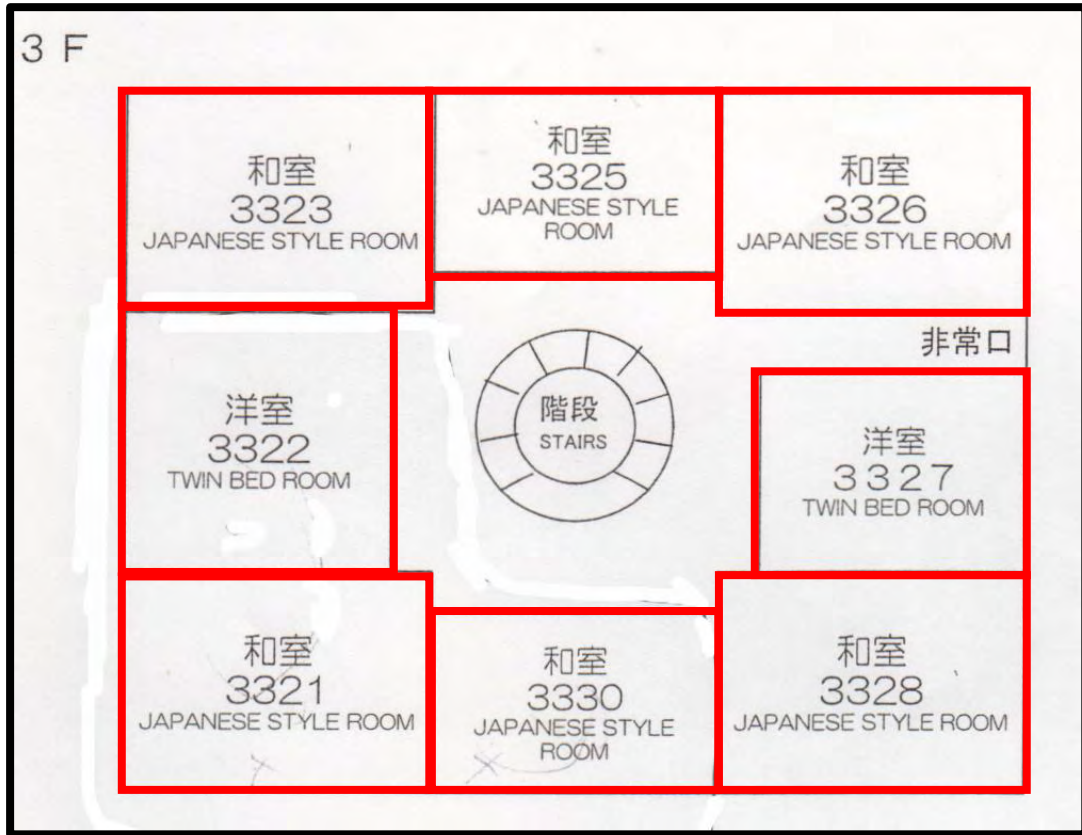 3 F
和室
3323
JAPANESE STYLE ROOM
和室
3325
JAPANESE STYLE
ROOM
和室
3326
JAPANESE STYLE ROOM
非常口
洋室
3322
TWIN BED ROOM
階段
STAIRS
洋室
3327
TWIN BED ROOM
和室
3321
JAPANESE STYLE ROOM
和室
3330
JAPANESE STYLE
ROOM
和室
3328
JAPANESE STYLE ROOM